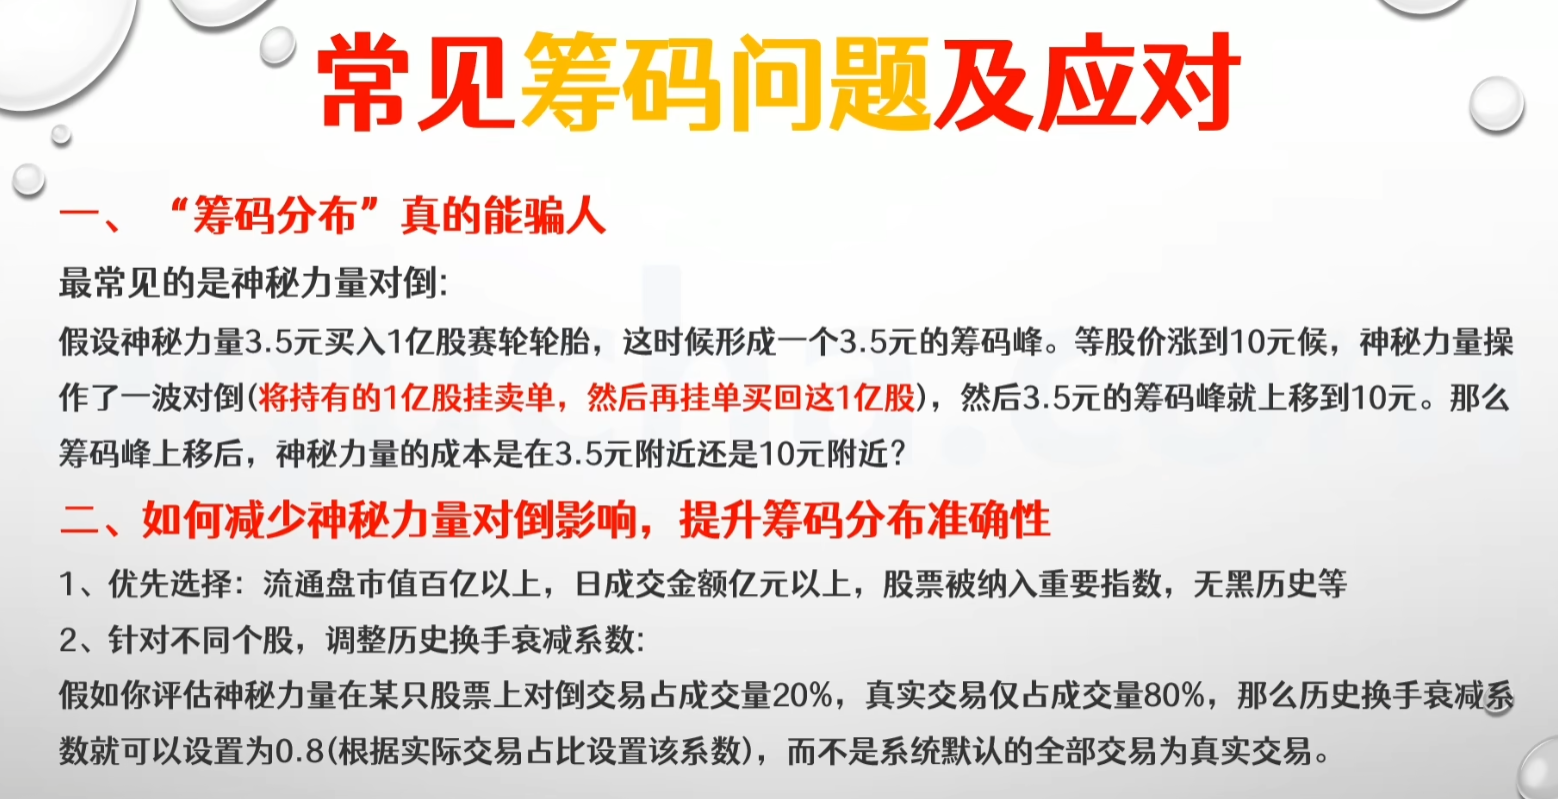 常见筹码问题及应对
一、“筹码分布”真的能骗人
最常见的是神秘力量对倒:
假设神秘力量3.5元买入1亿股赛轮轮胎，这时候形成一个3.5元的筹码峰。等股价涨到10元候，神秘力量操
作了一波对倒(将持有的1亿股挂卖单，然后再挂单买回这1亿股)，然后3.5元的筹码峰就上移到10元。那么
筹码峰上移后，神秘力量的成本是在3.5元附近还是10元附近?
二、如何减少神秘力量对倒影响，提升筹码分布准确性
1、优先选择：流通盘市值百亿以上，日成交金额亿元以上，股票被纳入重要指数，无黑历史等
2、针对不同个股，调整历史换手衰减系数:
假如你评估神秘力量在某只股票上对倒交易占成交量20%，真实交易仅占成交量80%，那么历史换手衰减系
数就可以设置为0.8(根据实际交易占比设置该系数)，而不是系统默认的全部交易为真实交易。